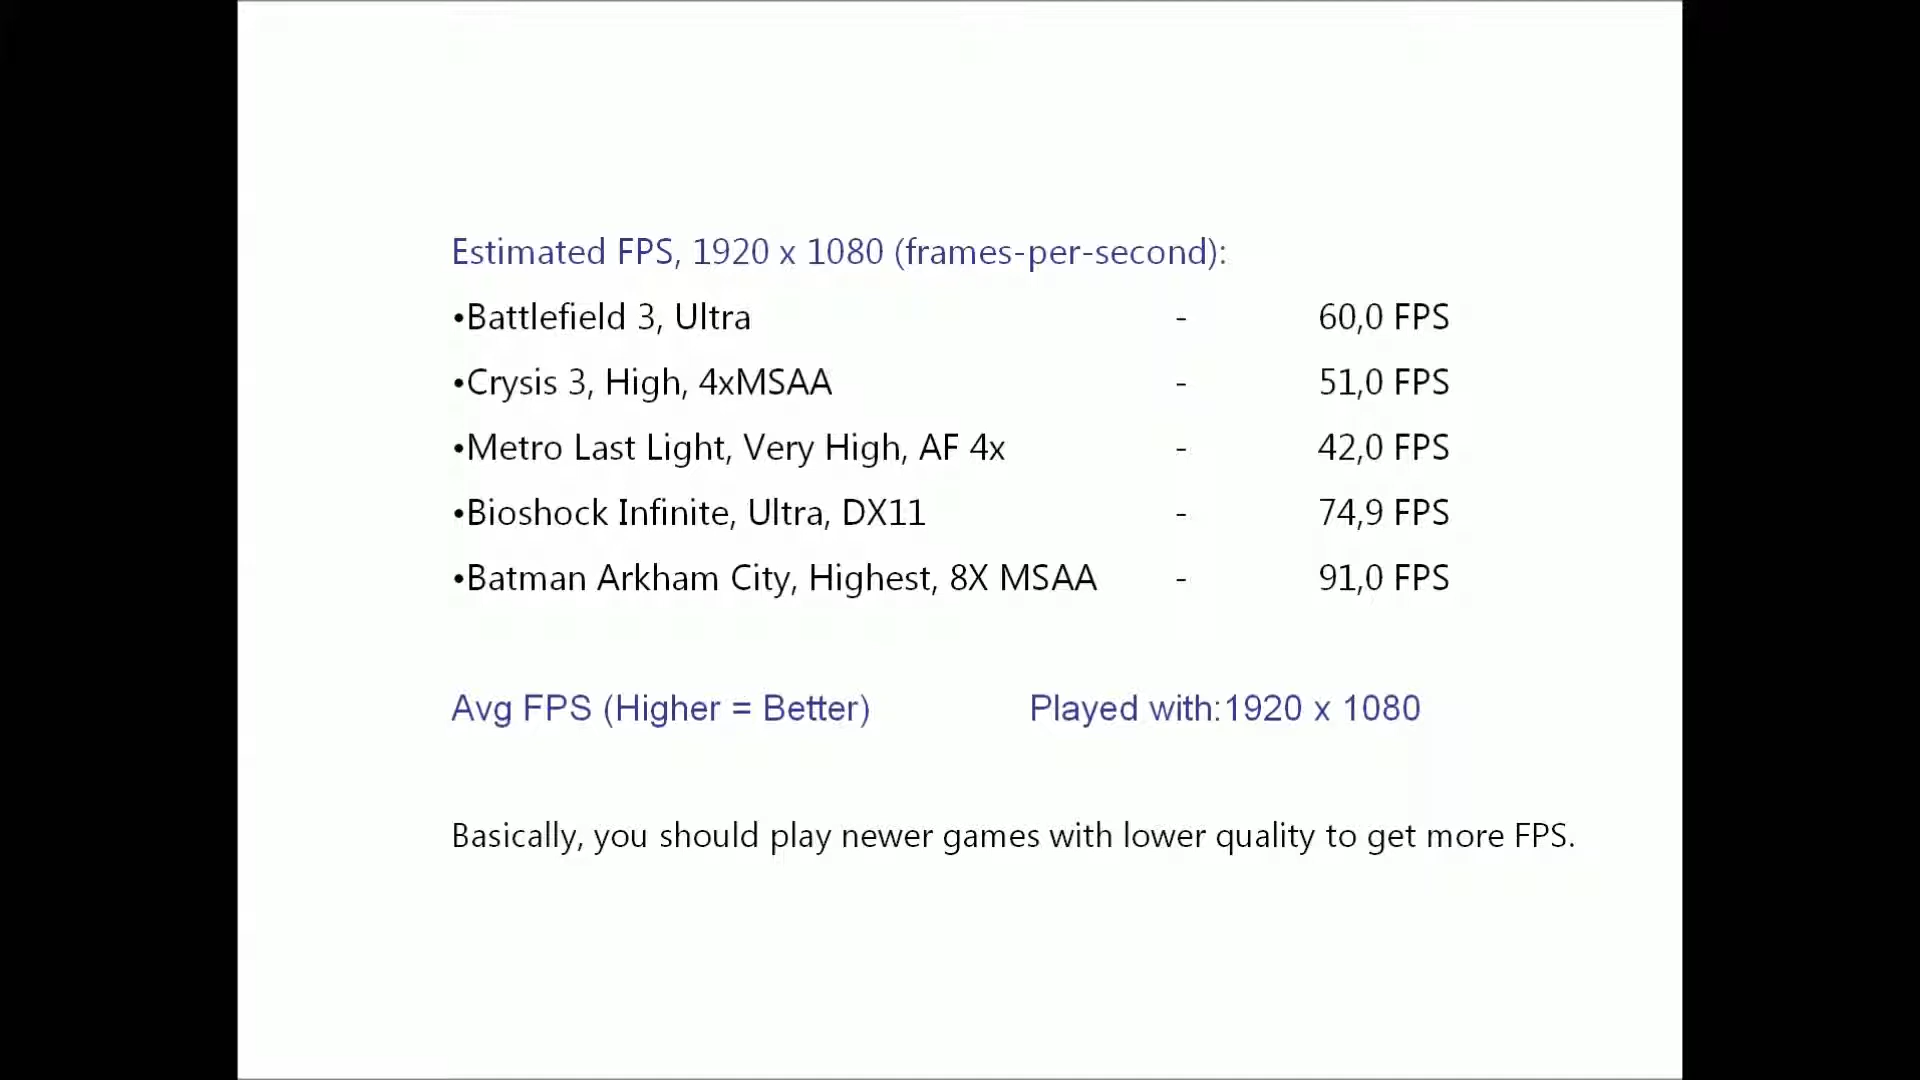 Estimated FPS, 1920 x 1080 (frames-per-second):
•Battlefield 3, Ultra - 60,0 FPS
•Crysis 3, High, 4xMSAA - 51,0 FPS
•Metro Last Light, Very High, AF 4x - 42,0 FPS
•Bioshock Infinite, Ultra, DX11 - 74,9 FPS
•Batman Arkham City, Highest, 8X MSAA - 91,0 FPS
Avg FPS (Higher = Better) Played with:1920 x 1080
Basically, you should play newer games with lower quality to get more FPS.